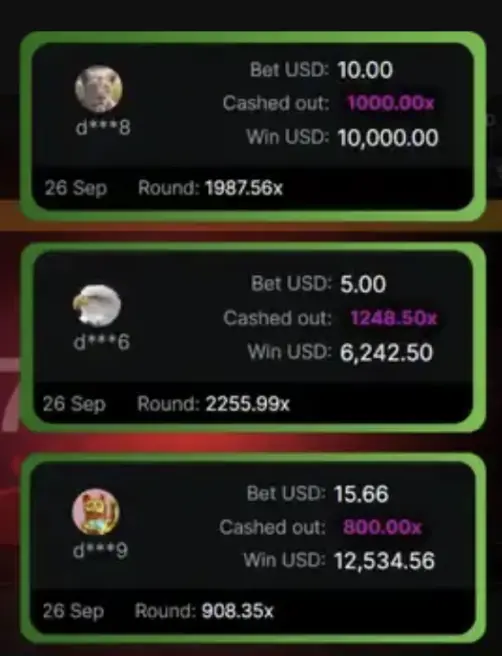 Bet USD: 10.00
Cashed out: 1000.00x
d***8
Win USD: 10,000.00
26 Sep Round: 1987.56x
Bet USD: 5.00
Cashed out: 1248.50x
d***6
Win USD: 6,242.50
26 Sep Round: 2255.99x
Bet USD: 15.66
Cashed out: 800.00x
d***9
Win USD: 12,534.56
26 Sep Round: 908.35x